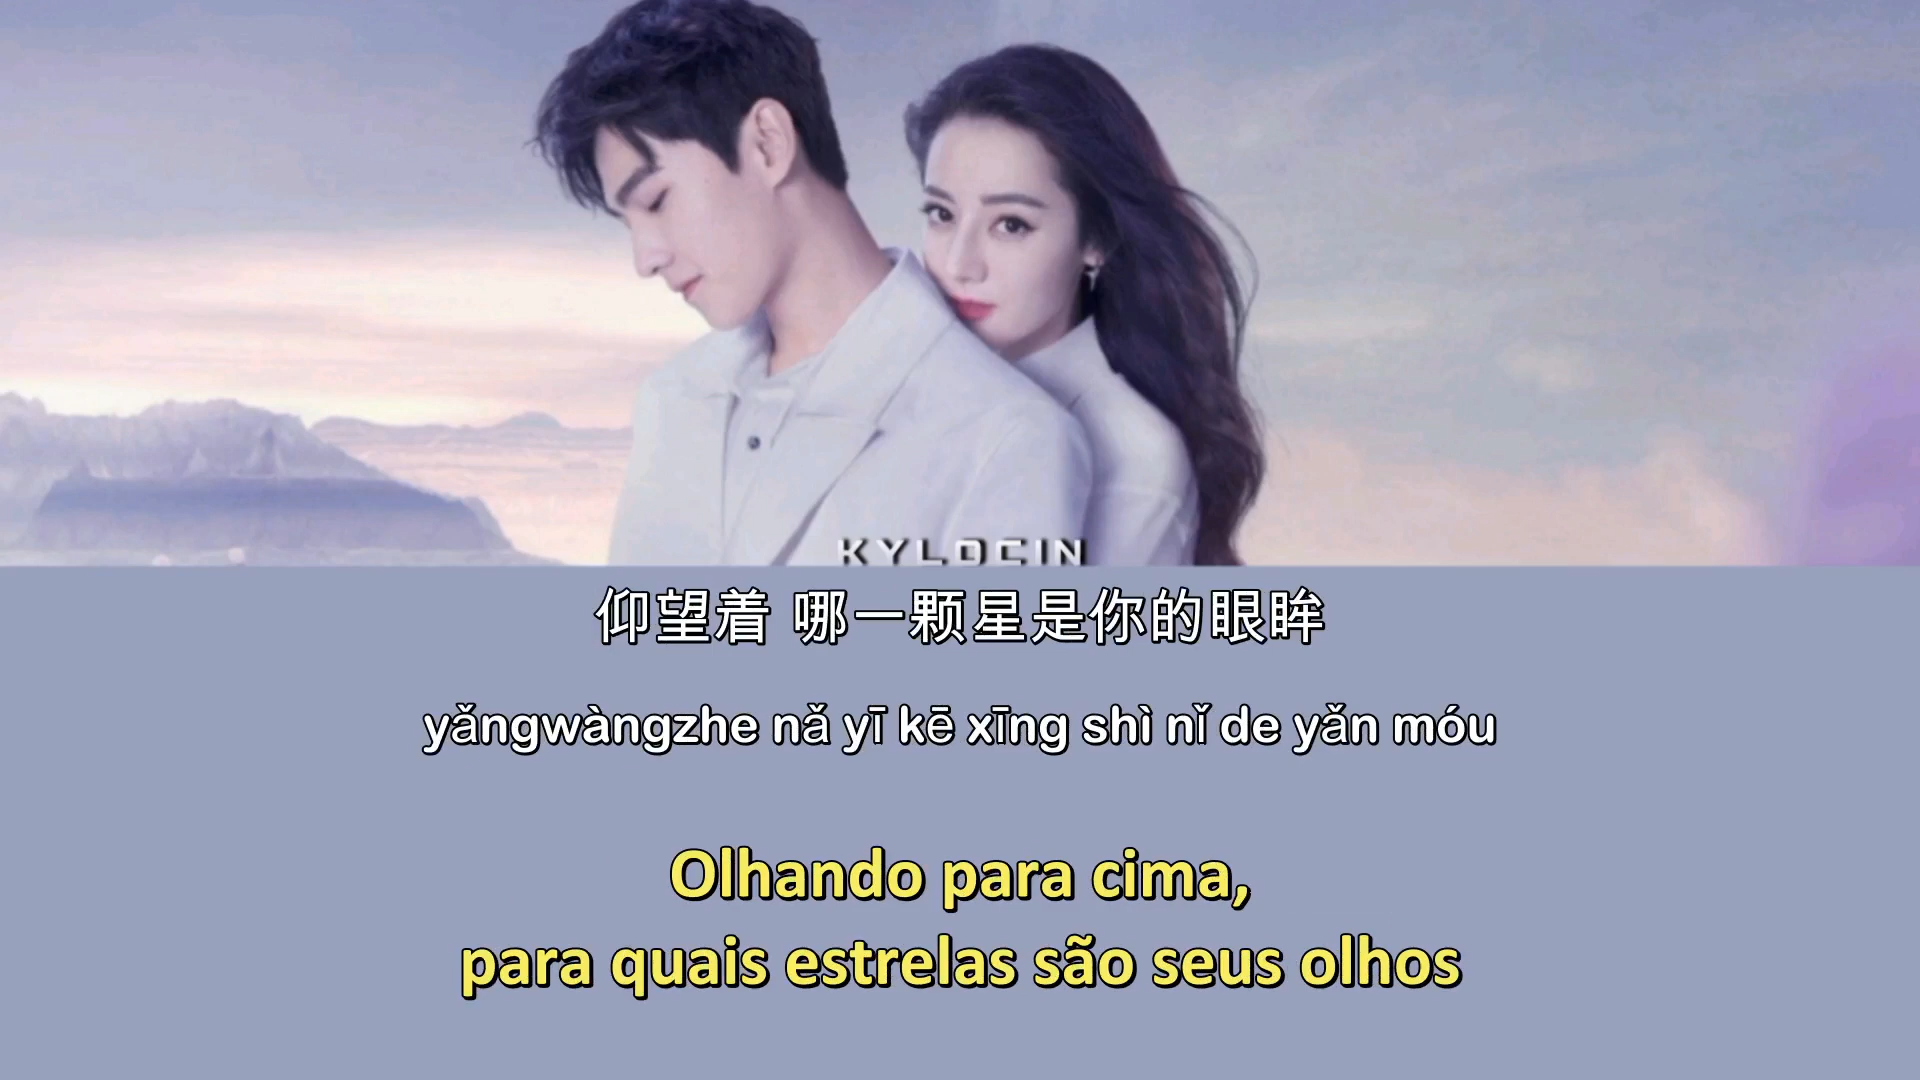 KYLOCIN
仰望着 哪一颗星是你的眼眸
yǎngwàngzhe nǎ yī kē xīng shì nǐ de yǎn móu
Olhando para cima,
para quais estrelas são seus olhos